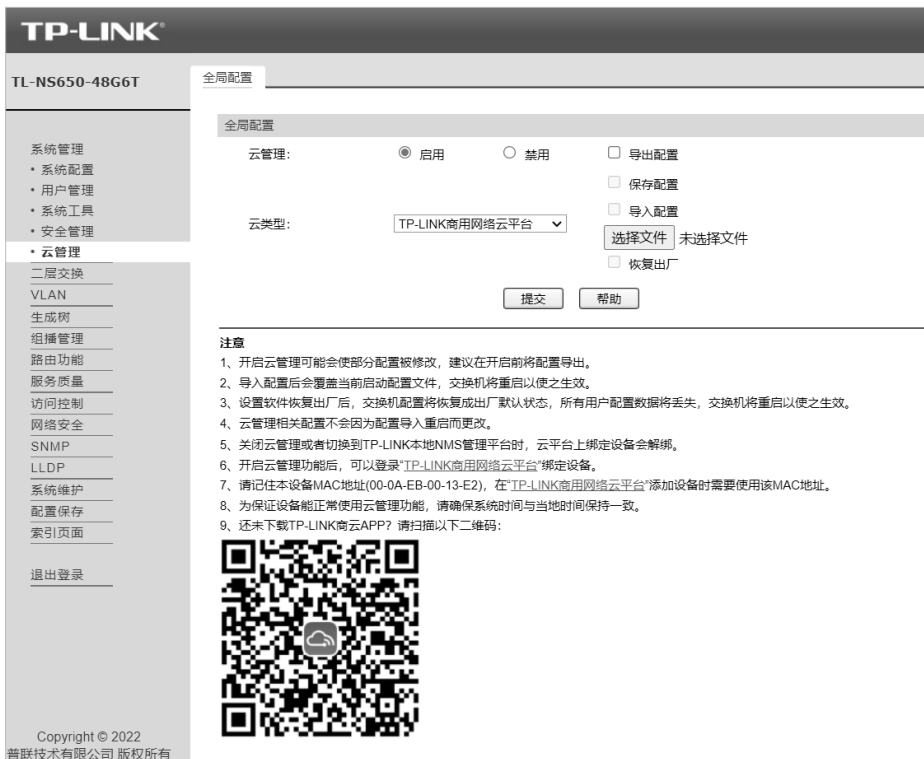 TP-LINK®
TL-NS650-48G6T
全局配置
系统管理
• 系统配置
• 用户管理
• 系统工具
• 安全管理
• 云管理
二层交换
VLAN
生成树
组播管理
路由功能
服务质量
访问控制
网络安全
SNMP
LLDP
系统维护
配置保存
索引页面
退出登录
Copyright © 2022
普联技术有限公司 版权所有
全局配置
云管理: 启用 禁用 导出配置
保存配置
导入配置
云类型: TP-LINK商用网络云平台
选择文件 未选择文件
恢复出厂
提交 帮助
注意
1、开启云管理可能会使部分配置被修改，建议在开启前将配置导出。
2、导入配置后会覆盖当前启动配置文件，交换机将重启以使之生效。
3、设置软件恢复出厂后，交换机配置将恢复成出厂默认状态，所有用户配置数据将丢失，交换机将重启以使之生效。
4、云管理相关配置不会因为配置导入重启而更改。
5、关闭云管理或者切换到TP-LINK本地NMS管理平台时，云平台上绑定设备会解绑。
6、开启云管理功能后，可以登录“TP-LINK商用网络云平台”绑定设备。
7、请记住本设备MAC地址(00-0A-EB-00-13-E2)，在“TP-LINK商用网络云平台”添加设备时需要使用该MAC地址。
8、为保证设备能正常使用云管理功能，请确保系统时间与当地时间保持一致。
9、还未下载TP-LINK商云APP？请扫描以下二维码：